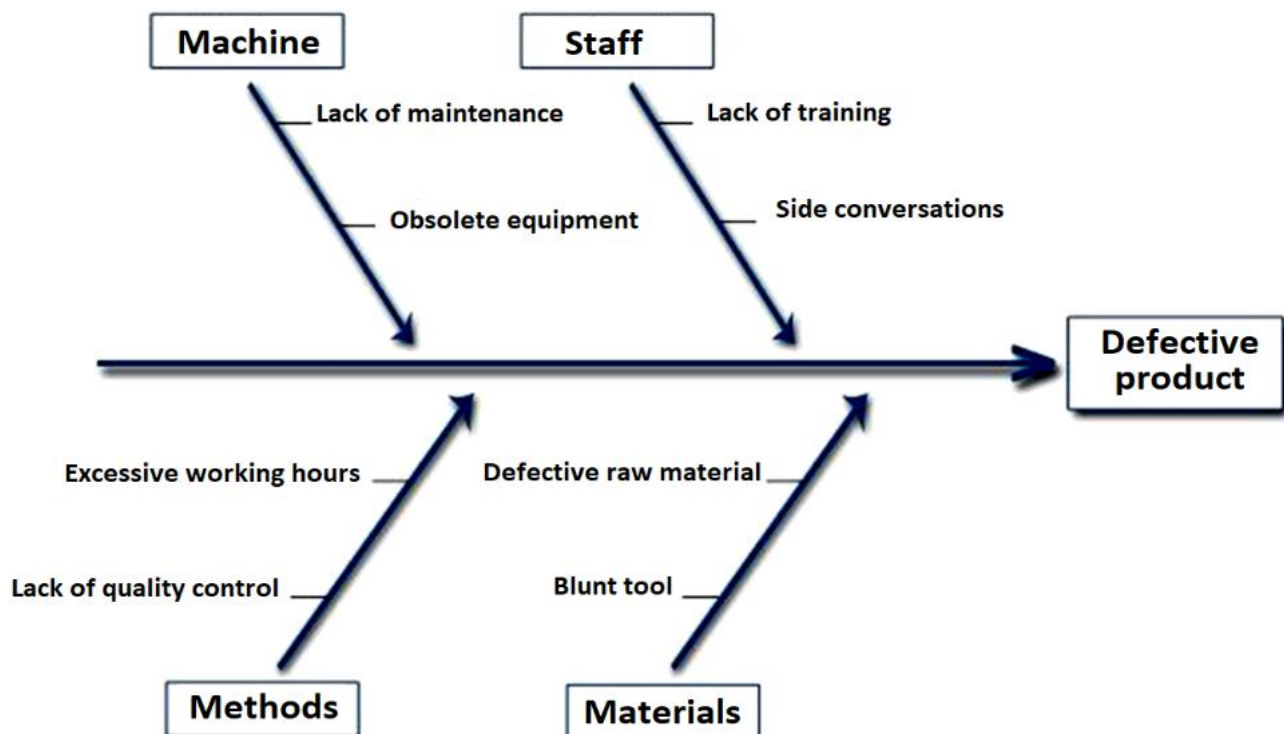 Machine
Staff
Lack of maintenance
Lack of training
Obsolete equipment
Side conversations
Defective
product
Excessive working hours
Defective raw material
Lack of quality control
Blunt tool
Methods
Materials